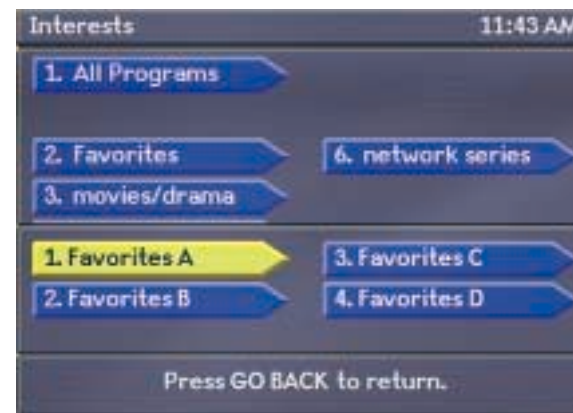 Interests 11:43 AM
1. All Programs
2. Favorites 6. network series
3. movies/drama
1. Favorites A 3. Favorites C
2. Favorites B 4. Favorites D
Press GO BACK to return.